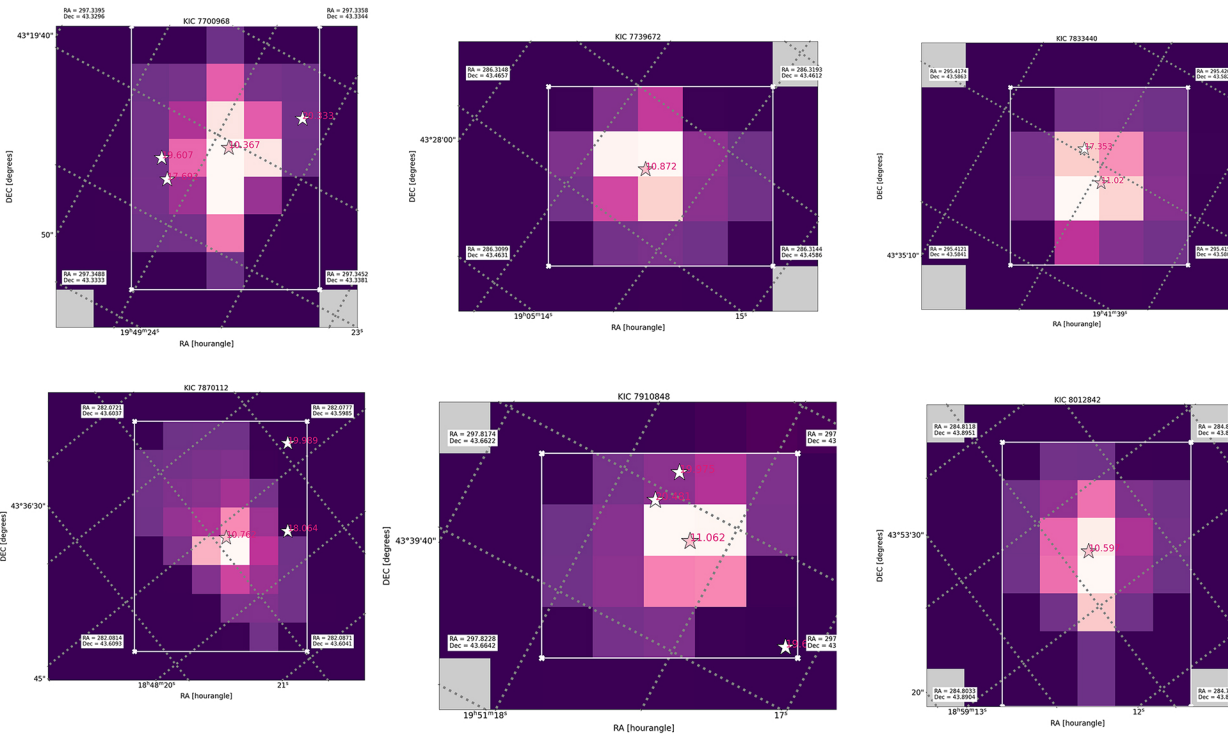 KIC 7700968
RA = 297.3395
Dec = 43.3296
RA = 297.3358
Dec = 43.3344
43°19'40"
50"
DEC [degrees]
10.367
RA = 297.3488
Dec = 43.3333
RA = 297.3452
Dec = 43.3381
19h49m24s
23s
RA [hourangle]
KIC 7739672
RA = 286.3148
Dec = 43.4657
RA = 286.3193
Dec = 43.4612
43°28'00"
DEC [degrees]
10.872
RA = 286.3099
Dec = 43.4631
RA = 286.3144
Dec = 43.4586
19h05m14s
15s
RA [hourangle]
KIC 7833440
RA = 295.4174
Dec = 43.5863
DEC [degrees]
17.353
11.02
RA = 295.4121
Dec = 43.5841
43°35'10"
19h41m39s
RA [hourangle]
KIC 7870112
RA = 282.0721
Dec = 43.6037
RA = 282.0777
Dec = 43.5985
43°36'30"
45"
DEC [degrees]
19.989
18.064
RA = 282.0814
Dec = 43.6093
RA = 282.0871
Dec = 43.6041
18h48m20s
21s
RA [hourangle]
KIC 7910848
RA = 297.8174
Dec = 43.6622
RA = 297
Dec = 43
43°39'40"
DEC [degrees]
11.062
RA = 297.8228
Dec = 43.6642
RA = 297
Dec = 43
19h51m18s
17s
RA [hourangle]
KIC 8012842
RA = 284.8118
Dec = 43.8951
43°53'30"
20"
DEC [degrees]
10.59
RA = 284.8033
Dec = 43.8904
18h59m13s
12s
RA [hourangle]